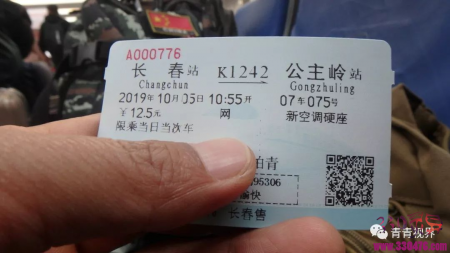 A000776
长春站 K1242 公主岭站
Changchun Gongzhuling
2019年10月05日 10:55开 07车075号
¥12.5元 网 新空调硬座
限乘当日当次车
柏青
95306
愉快
长春售
青青视界